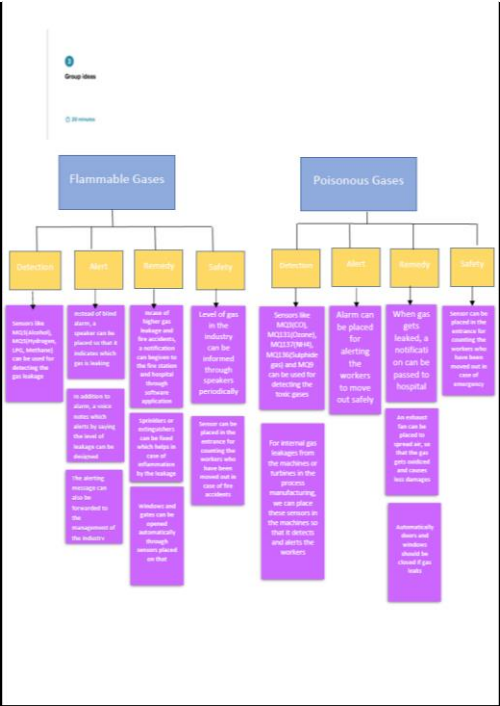 3
Group ideas
20 minutes
Flammable Gases
Detection
Alert
Remedy
Safety
Sensors like
MQ3(Alcohol),
MQ5(Hydrogen,
LPG, Methane)
can be used for
detecting the
gas leakage
Instead of blind
alarm, a
speaker can be
placed so that it
indicates which
gas is leaking
In addition to
alarm, a voice
notes which
alerts by saying
the level of
leakage can be
designed
The alerting
message can
also be
forwarded to
the
management of
the industry
Incase of
higher gas
leakage and
fire accidents,
a notification
can be given to
the fire station
and hospital
through
software
application
Sprinklers or
extinguishers
can be fixed
which helps in
case of
inflammation
by the leakage
Windows and
gates can be
opened
automatically
through
sensors placed
on that
Level of gas
in the
industry
can be
informed
through
speakers
periodically
Sensor can be
placed in the
entrance for
counting the
workers who
have been
moved out in
case of fire
accidents
Poisonous Gases
Detection
Alert
Remedy
Safety
Sensors like
MQ131(Ozone),
MQ136(Sulphide
gas) and MQ9
can be used for
detecting the
toxic gases
For internal gas
leakages from
the machines or
turbines in the
process
manufacturing,
we can place
these sensors in
the machines so
that it detects
and alerts the
workers
Alarm can
be placed
for
alerting
the
workers
to move
out safely
When gas
gets
leaked, a
notificati
on can be
passed to
hospital
An exhaust
fan can be
placed to
spread air, so
that the gas
gets oxidized
and causes
less damages
Automatically
doors and
windows
should be
closed if gas
leaks
Sensor can be
placed in the
entrance for
counting the
workers who
have been
moved out in
case of
emergency